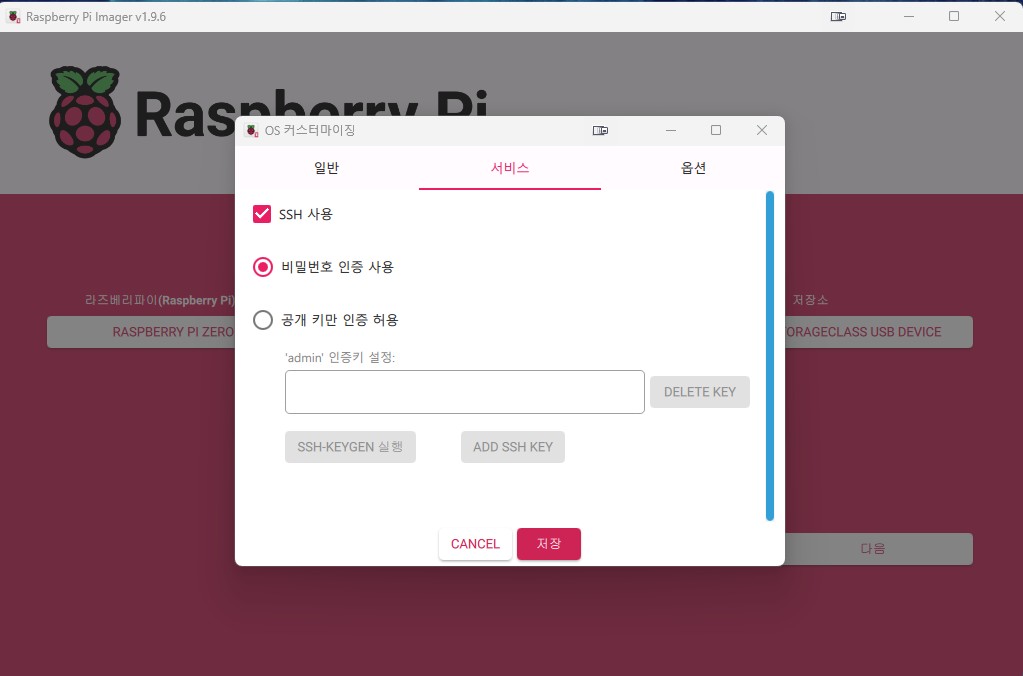 Raspberry Pi Imager v1.9.6
Raspberry Pi
OS 커스터마이징
일반 서비스 옵션
SSH 사용
비밀번호 인증 사용
라즈베리파이(Raspberry Pi) 저장소
공개 키만 인증 허용
RASPBERRY PI ZERO ORAGECLASS USB DEVICE
'admin' 인증키 설정:
DELETE KEY
SSH-KEYGEN 실행 ADD SSH KEY
CANCEL 저장
다음